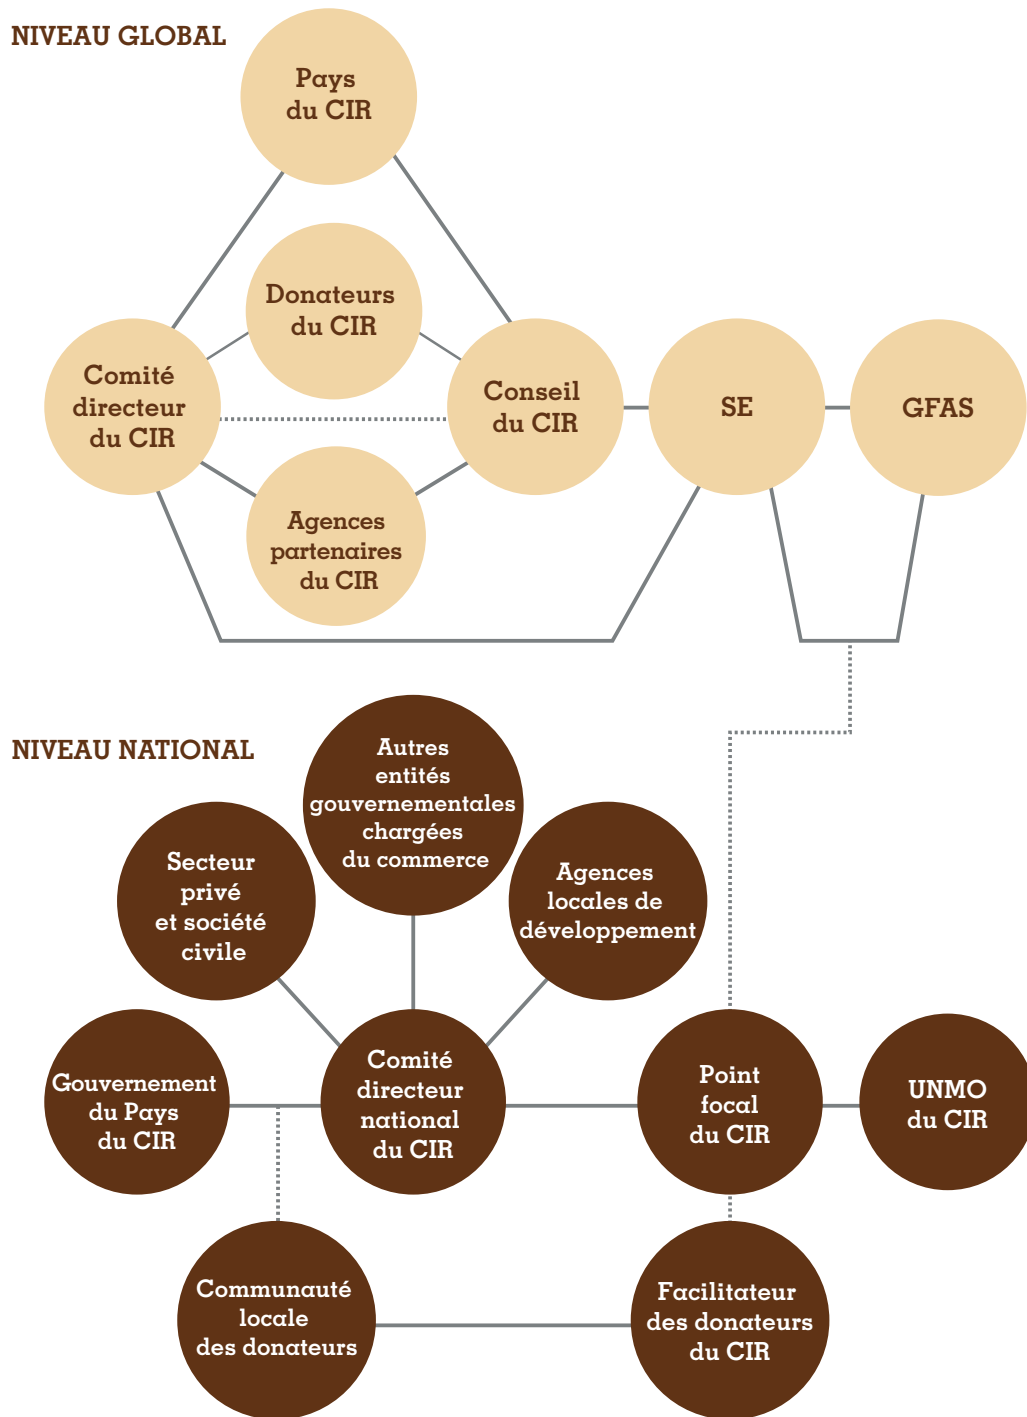 NIVEAU GLOBAL
Pays
du CIR
Donateurs
du CIR
Comité
directeur
du CIR
Conseil
du CIR
SE
GFAS
Agences
partenaires
du CIR
NIVEAU NATIONAL
Autres
entités
gouvernementales
chargées
du commerce
Secteur
privé
et société
civile
Agences
locales de
développement
Gouvernement
du Pays
du CIR
Comité
directeur
national
du CIR
Point
focal
du CIR
UNMO
du CIR
Communauté
locale
des donateurs
Facilitateur
des donateurs
du CIR